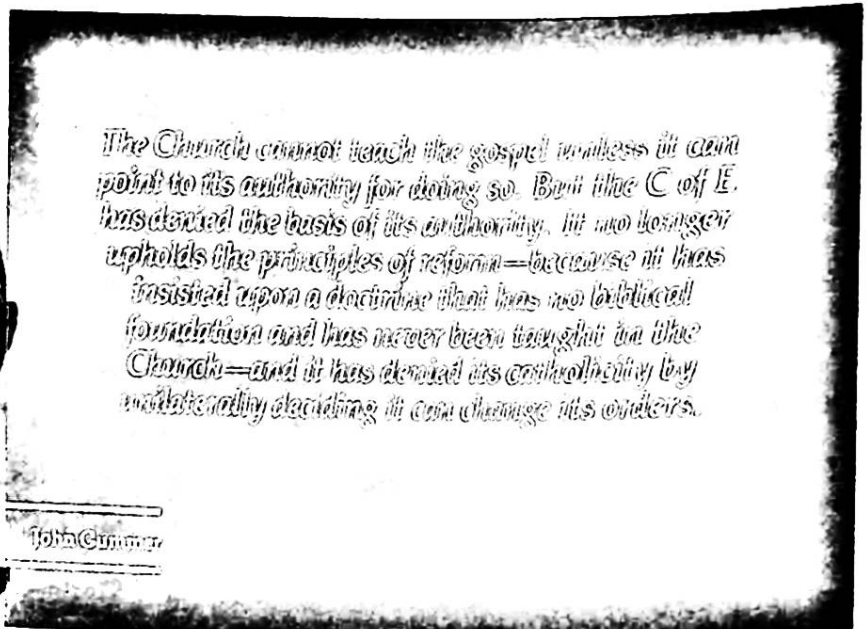 The Church cannot teach the gospel unless it can
point to its authority for doing so. But the C of E.
has denied the basis of its authority. It no longer
upholds the principles of reform—because it has
insisted upon a doctrine that has no biblical
foundation and has never been taught in the
Church—and it has denied its catholicity by
unilaterally deciding it can change its orders.
John